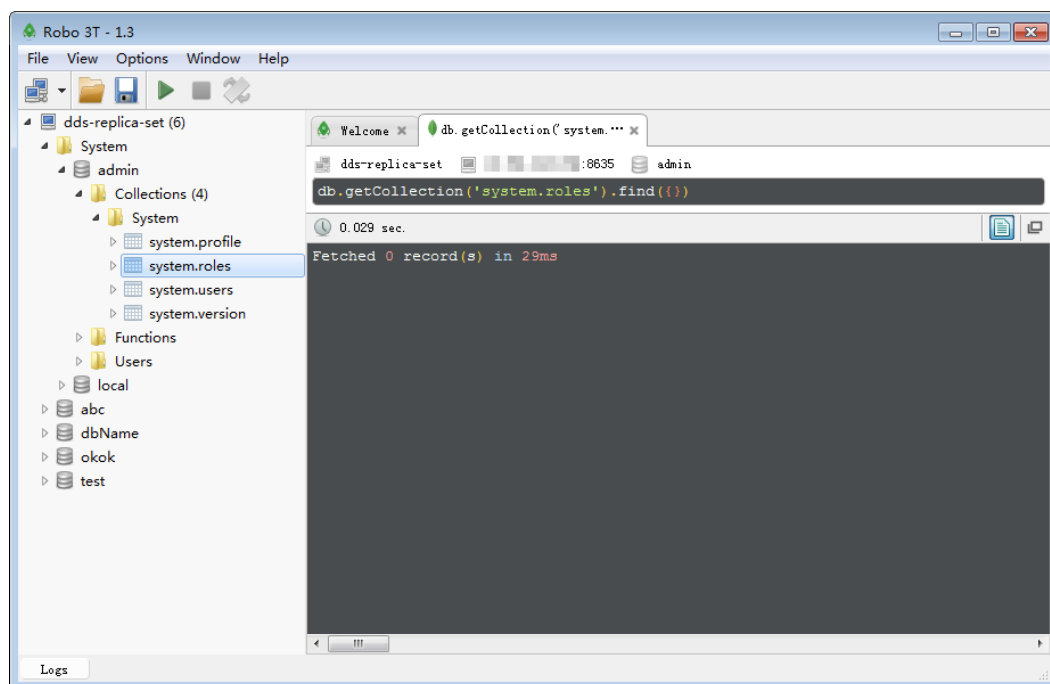 Robo 3T - 1.3
File View Options Window Help
dds-replica-set (6)
System
admin
Collections (4)
System
system.profile
system.roles
system.users
system.version
Functions
Users
local
abc
dbName
okok
test
Welcome
db.getCollection('system.…
dds-replica-set :8635 admin
db.getCollection('system.roles').find({})
0.029 sec.
Fetched 0 record(s) in 29ms
Logs